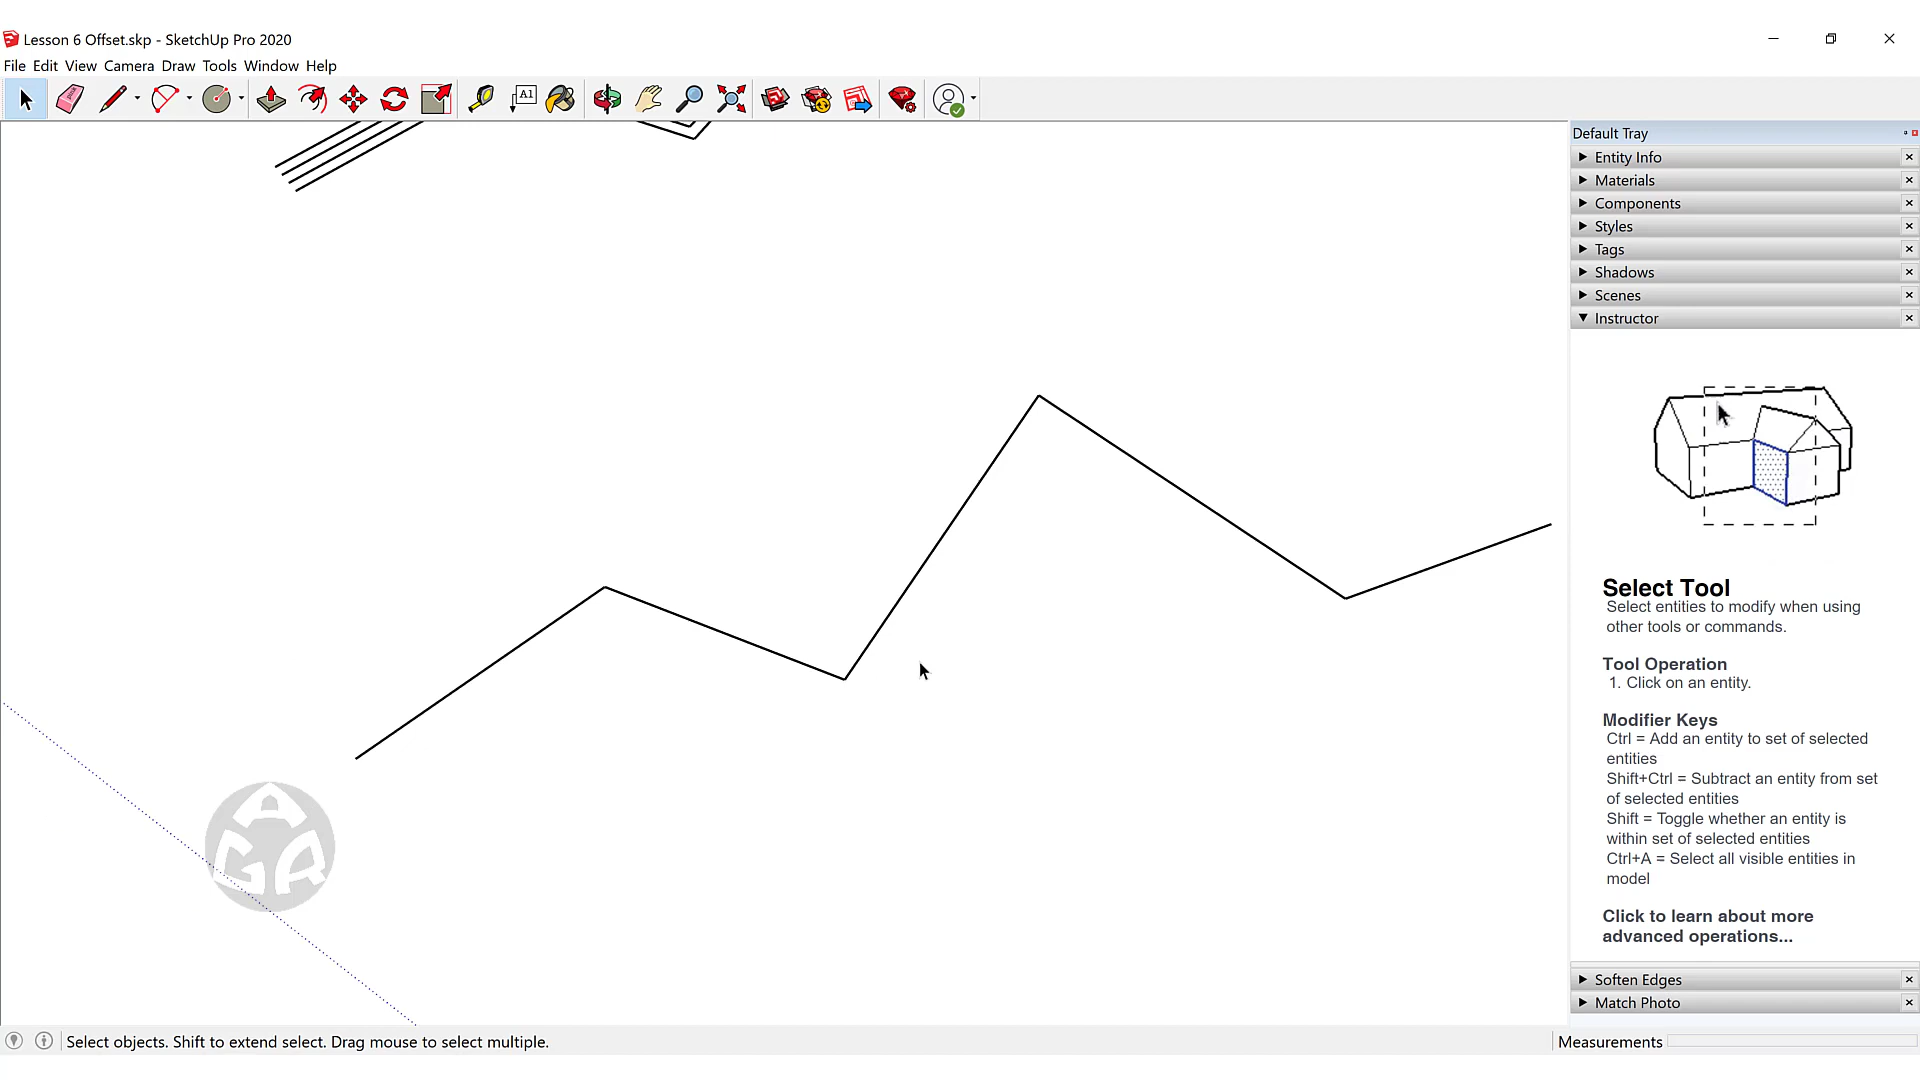 Lesson 6 Offset.skp - SketchUp Pro 2020
File Edit View Camera Draw Tools Window Help
A1
Default Tray
Entity Info
Materials
Components
Styles
Tags
Shadows
Scenes
Instructor
Select Tool
Select entities to modify when using
other tools or commands.
Tool Operation
1. Click on an entity.
Modifier Keys
Ctrl = Add an entity to set of selected
entities
Shift+Ctrl = Subtract an entity from set
of selected entities
Shift = Toggle whether an entity is
within set of selected entities
Ctrl+A = Select all visible entities in
model
Click to learn about more
advanced operations...
Soften Edges
Match Photo
GAR
Select objects. Shift to extend select. Drag mouse to select multiple.
Measurements